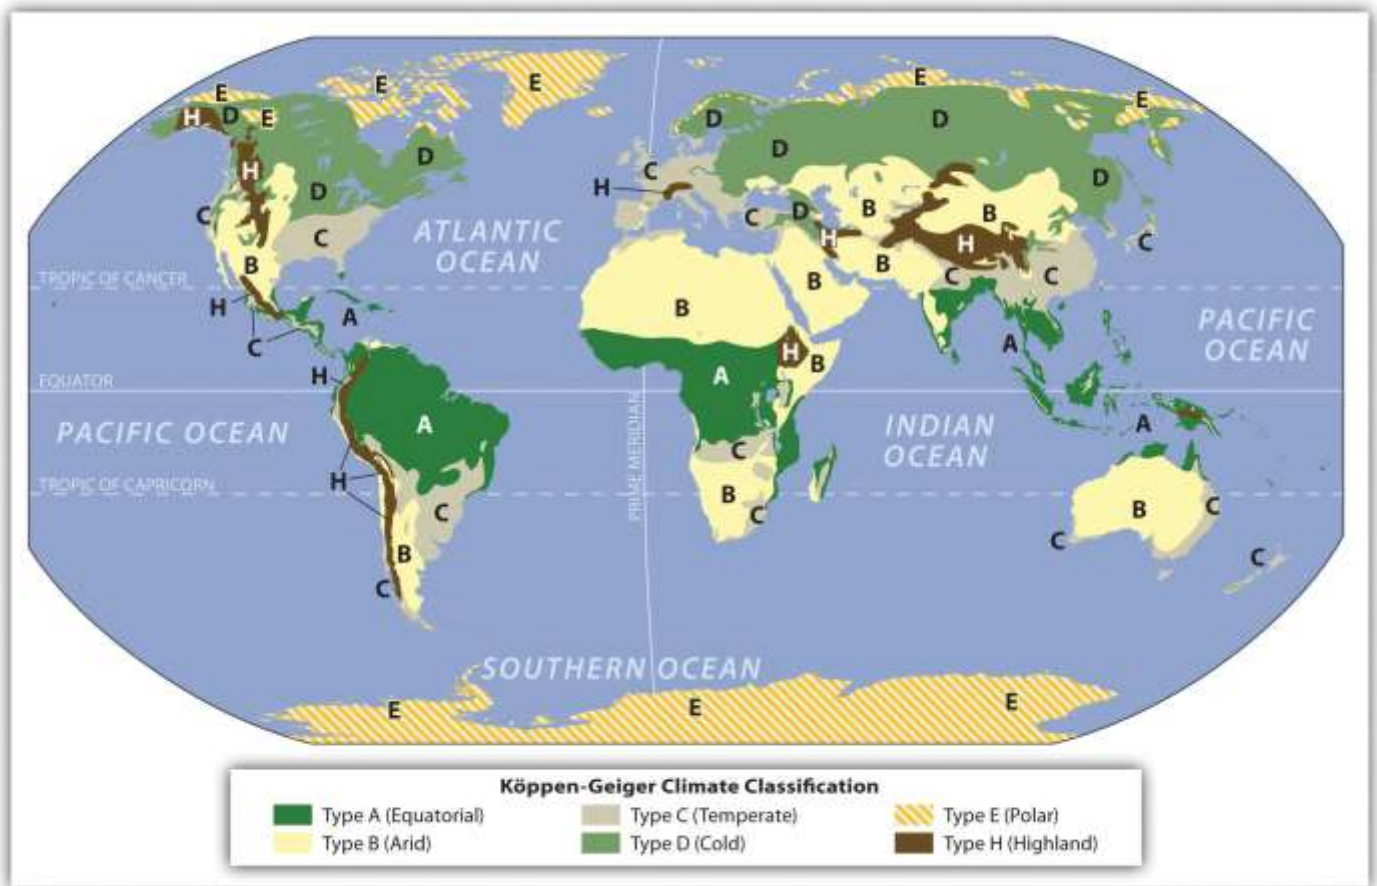 E
E
E
E
E
H
D
E
D
D
D
D
H
D
C
H
D
C
C
B
D
B
C
C
H
H
C
ATLANTIC
OCEAN
B
B
B
C
C
TROPIC OF CANCER
H
A
B
PACIFIC
OCEAN
C
H
B
A
H
A
EQUATOR
PACIFIC OCEAN
A
PRIME MERIDIAN
C
INDIAN
OCEAN
A
TROPIC OF CAPRICORN
H
C
B
C
B
C
B
C
C
C
SOUTHERN OCEAN
E
E
E
Köppen-Geiger Climate Classification
Type A (Equatorial)
Type C (Temperate)
Type E (Polar)
Type B (Arid)
Type D (Cold)
Type H (Highland)